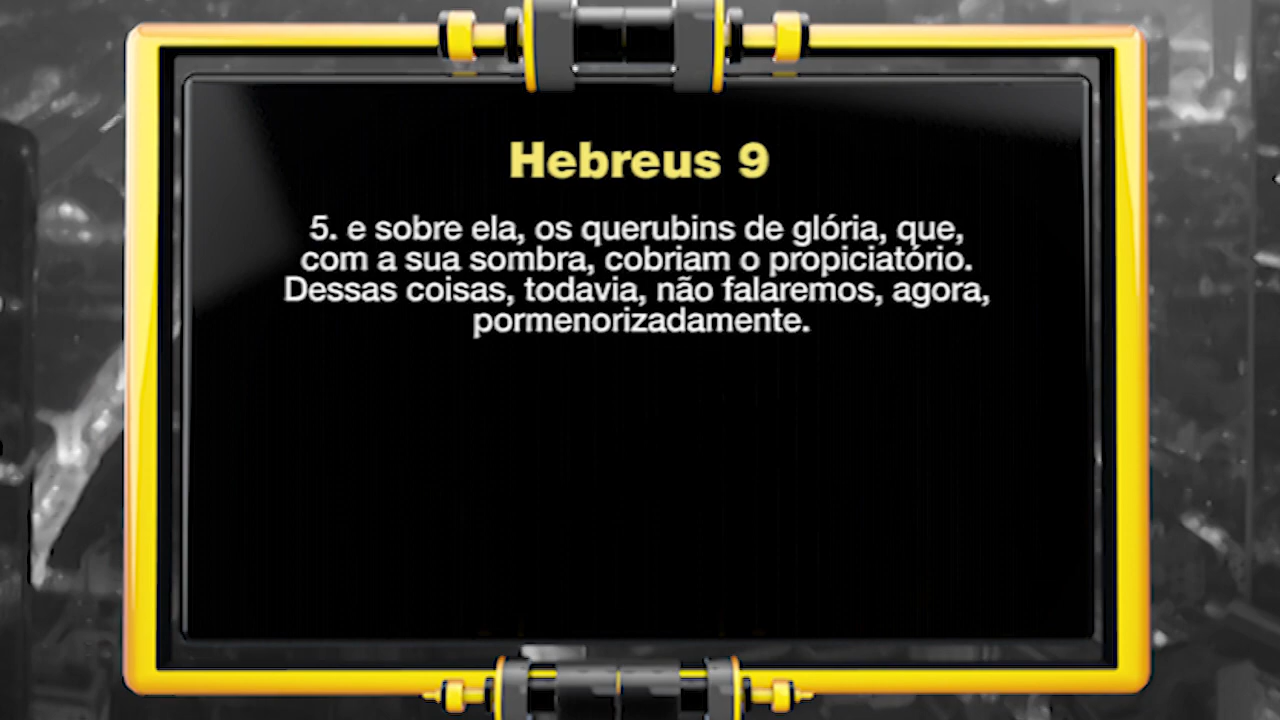 Hebreus 9
5. e sobre ela, os querubins de glória, que,
com a sua sombra, cobriam o propiciatório.
Dessas coisas, todavia, não falaremos, agora,
pormenorizadamente.